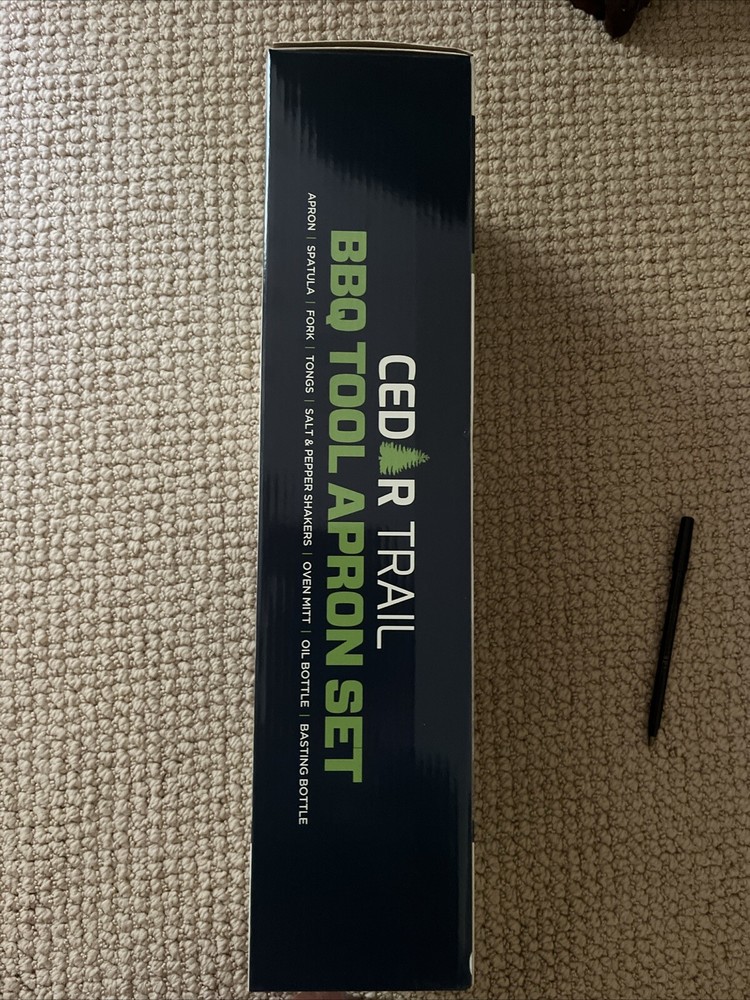 CEDAR TRAIL
BBQ TOOL APRON SET
APRON | SPATULA | FORK | TONGS | SALT & PEPPER SHAKERS | OVEN MITT | OIL BOTTLE | BASTING BOTTLE